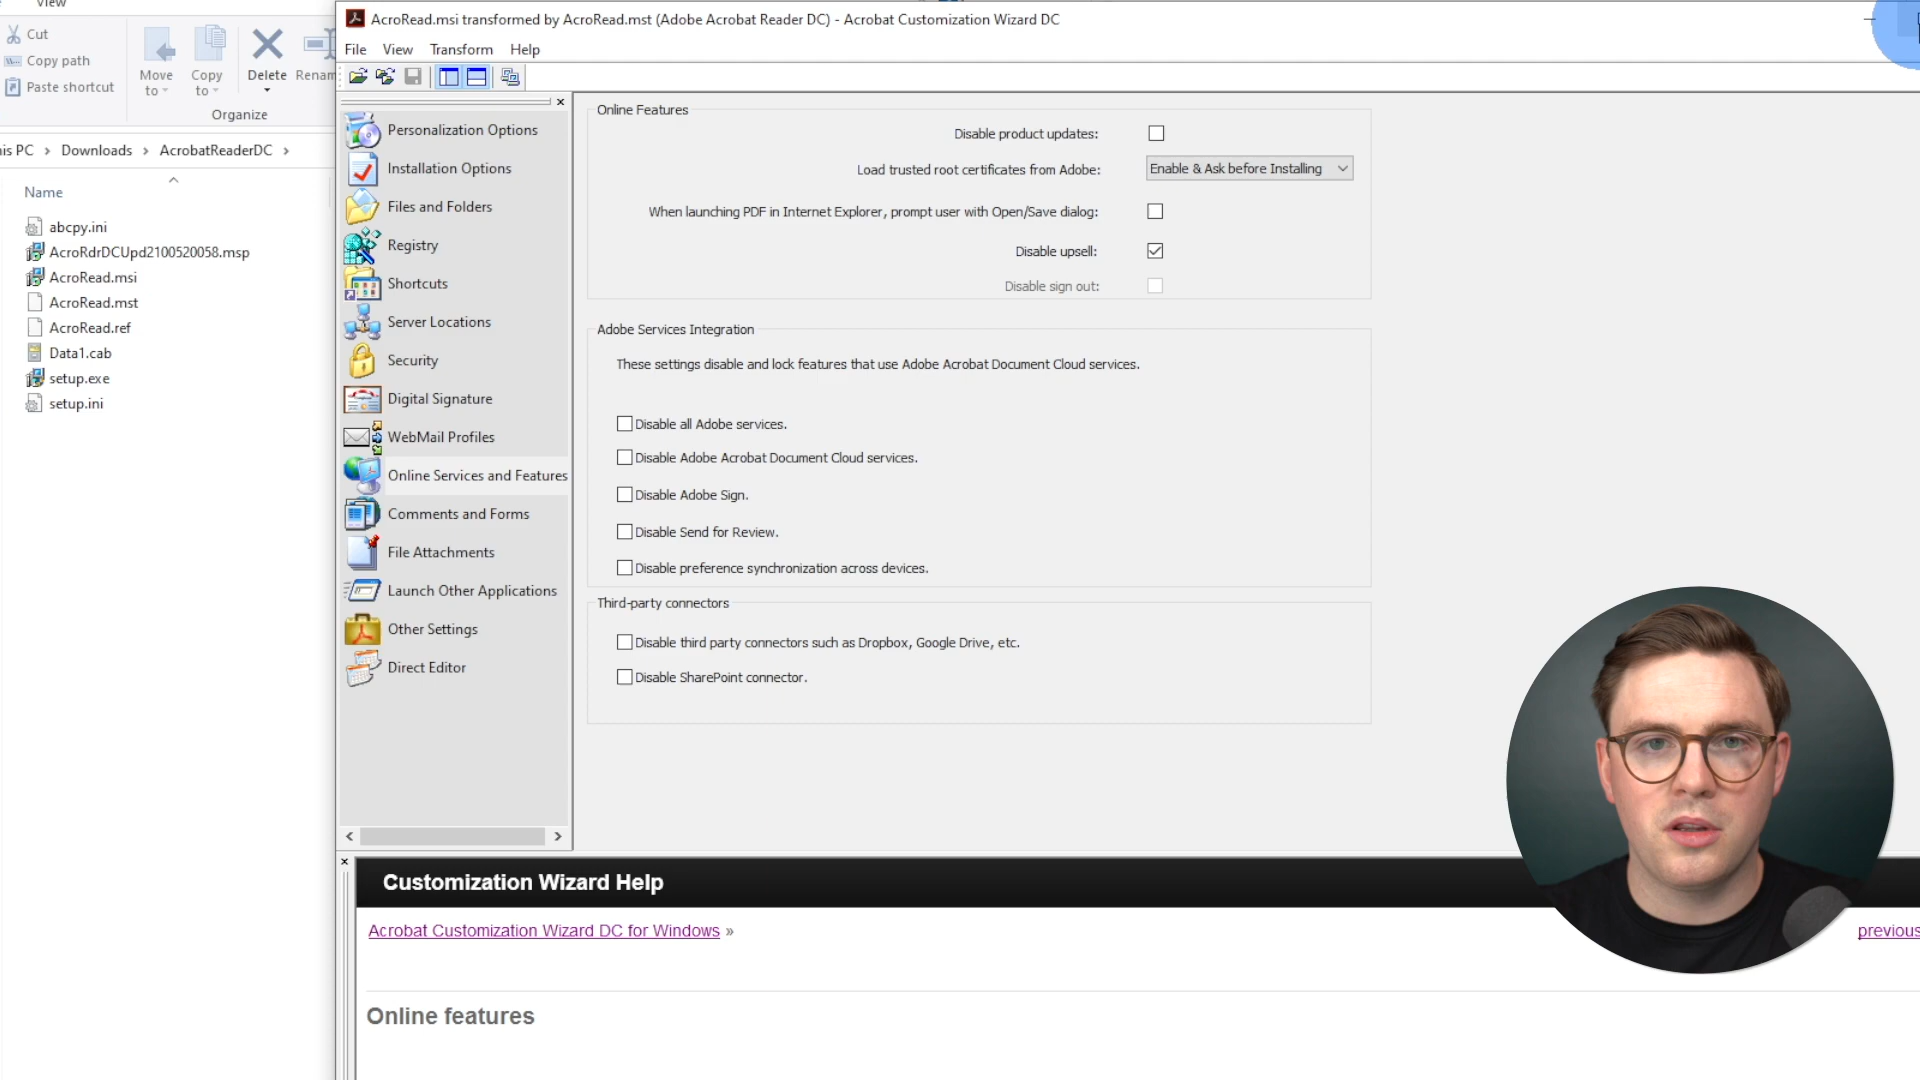 View
Cut
Copy path
Paste shortcut
Move to
Copy to
Delete
Organize
Downloads
AcrobatReaderDC
Name
abcpy.ini
AcroRdrDCUpd2100520058.msp
AcroRead.msi
AcroRead.mst
AcroRead.ref
Data1.cab
setup.exe
setup.ini
AcroRead.msi transformed by AcroRead.mst (Adobe Acrobat Reader DC) - Acrobat Customization Wizard DC
File View Transform Help
Personalization Options
Installation Options
Files and Folders
Registry
Shortcuts
Server Locations
Security
Digital Signature
WebMail Profiles
Online Services and Features
Comments and Forms
File Attachments
Launch Other Applications
Other Settings
Direct Editor
Online Features
Disable product updates:
Load trusted root certificates from Adobe: Enable & Ask before Installing
When launching PDF in Internet Explorer, prompt user with Open/Save dialog:
Disable upsell:
Disable sign out:
Adobe Services Integration
These settings disable and lock features that use Adobe Acrobat Document Cloud services.
Disable all Adobe services.
Disable Adobe Acrobat Document Cloud services.
Disable Adobe Sign.
Disable Send for Review.
Disable preference synchronization across devices.
Third-party connectors
Disable third party connectors such as Dropbox, Google Drive, etc.
Disable SharePoint connector.
Customization Wizard Help
Acrobat Customization Wizard DC for Windows »
previous
Online features